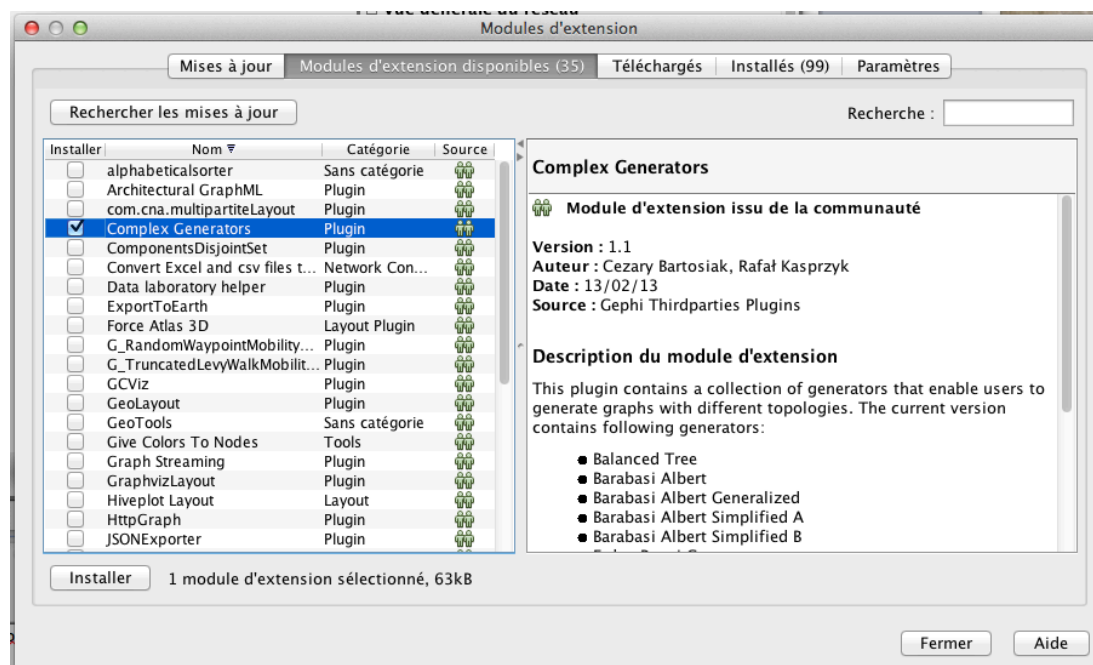 Vue générale du réseau
Modules d'extension
Mises à jour Modules d'extension disponibles (35) Téléchargés Installés (99) Paramètres
Rechercher les mises à jour Recherche :
Installer Nom Catégorie Source
alphabeticalsorter Sans catégorie
Architectural GraphML Plugin
com.cna.multipartiteLayout Plugin
Complex Generators Plugin
ComponentsDisjointSet Plugin
Convert Excel and csv files t... Network Con...
Data laboratory helper Plugin
ExportToEarth Plugin
Force Atlas 3D Layout Plugin
G_RandomWaypointMobility... Plugin
G_TruncatedLevyWalkMobilit... Plugin
GCViz Plugin
GeoLayout Plugin
GeoTools Sans catégorie
Give Colors To Nodes Tools
Graph Streaming Plugin
GraphvizLayout Plugin
Hiveplot Layout Layout
HttpGraph Plugin
JSONExporter Plugin
Complex Generators
Module d'extension issu de la communauté
Version : 1.1
Auteur : Cezary Bartosiak, Rafał Kasprzyk
Date : 13/02/13
Source : Gephi Thirdparties Plugins
Description du module d'extension
This plugin contains a collection of generators that enable users to
generate graphs with different topologies. The current version
contains following generators:
Balanced Tree
Barabasi Albert
Barabasi Albert Generalized
Barabasi Albert Simplified A
Barabasi Albert Simplified B
Installer 1 module d'extension sélectionné, 63kB
Fermer Aide